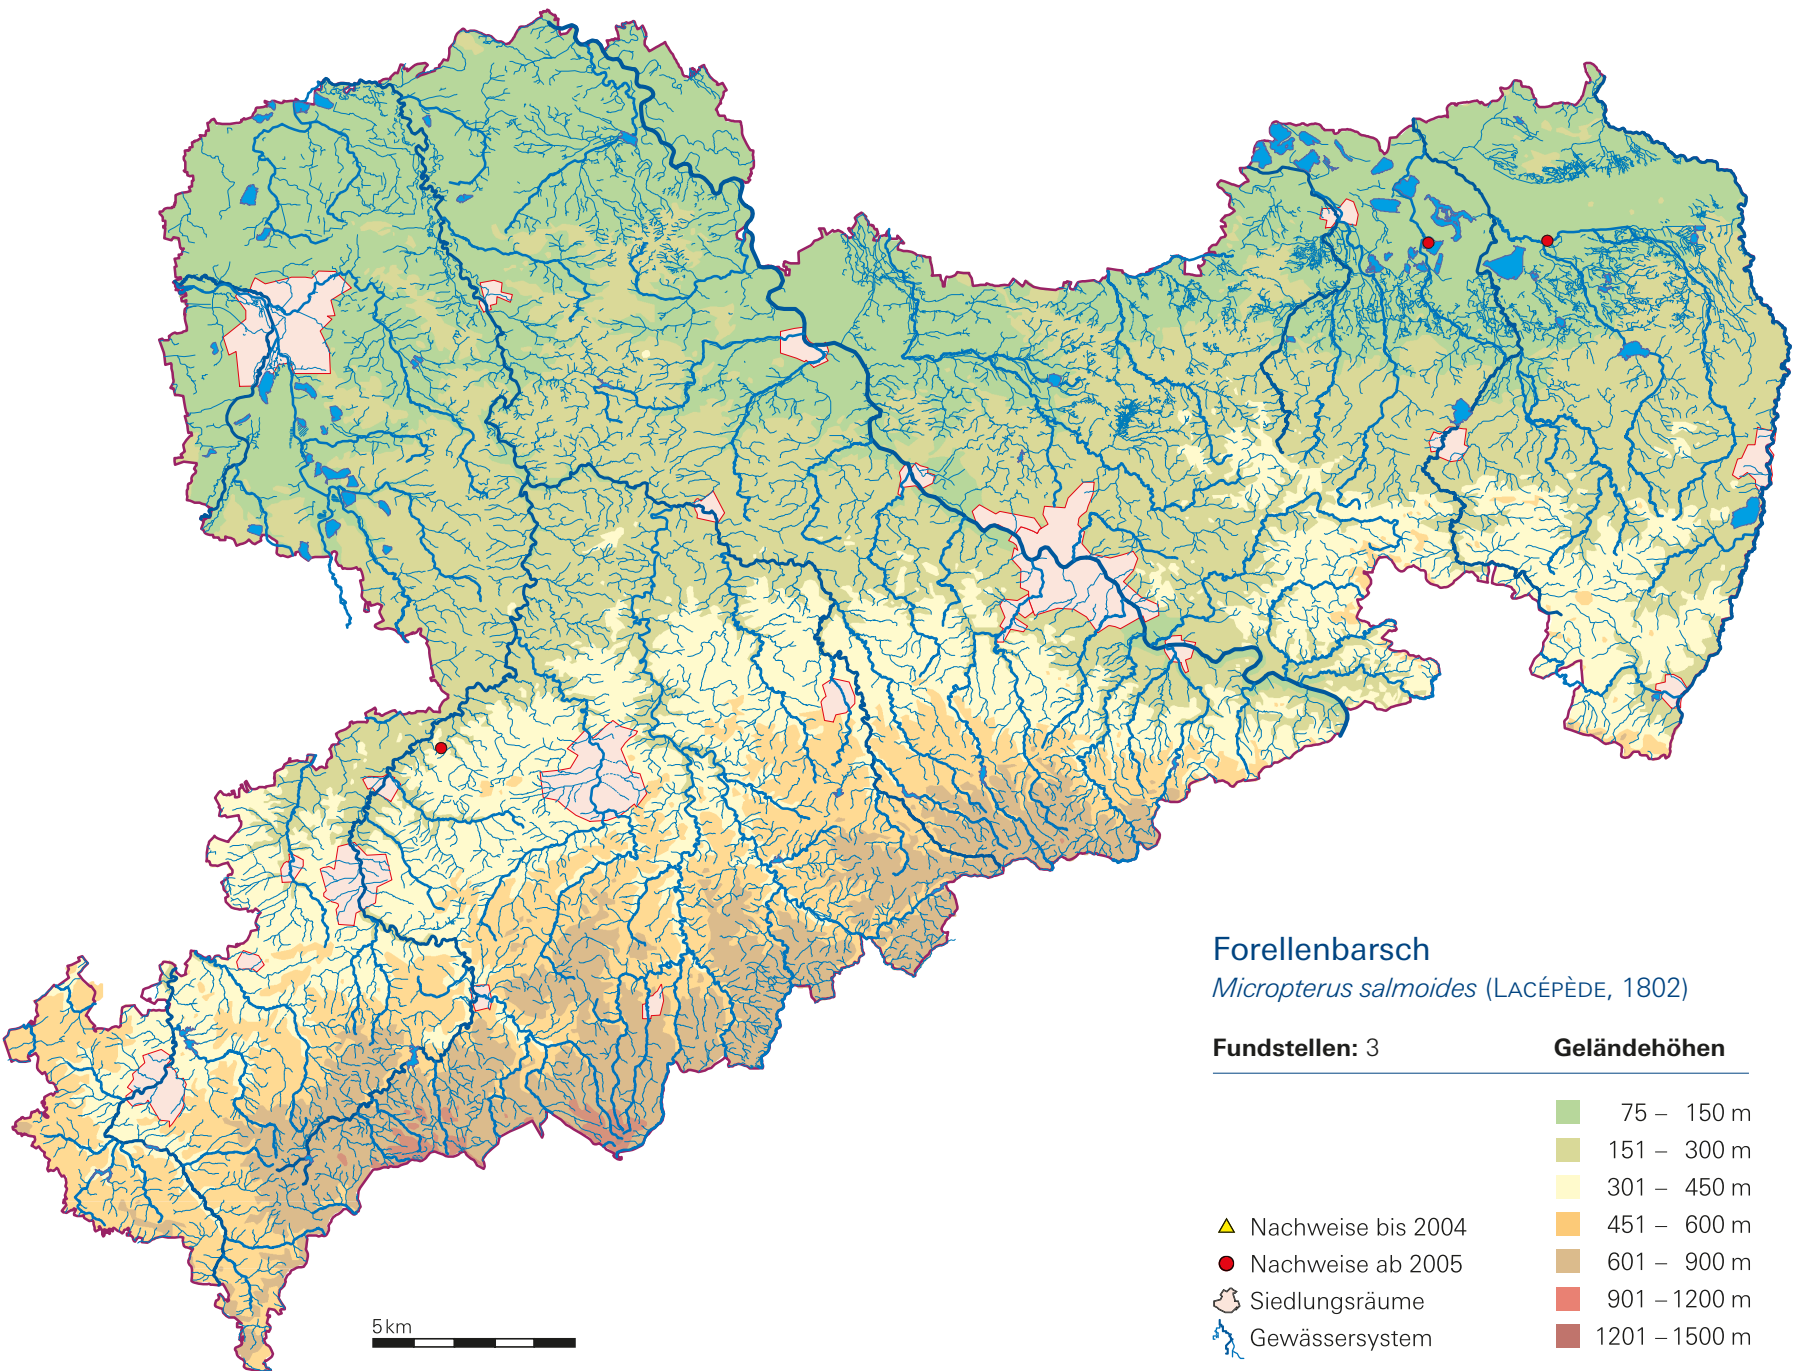 Forellenbarsch
Micropterus salmoides (LACÉPÈDE, 1802)
Fundstellen: 3
Geländehöhen
75 – 150 m
151 – 300 m
301 – 450 m
451 – 600 m
601 – 900 m
901 – 1200 m
1201 – 1500 m
Nachweise bis 2004
Nachweise ab 2005
Siedlungsräume
Gewässersystem
5 km